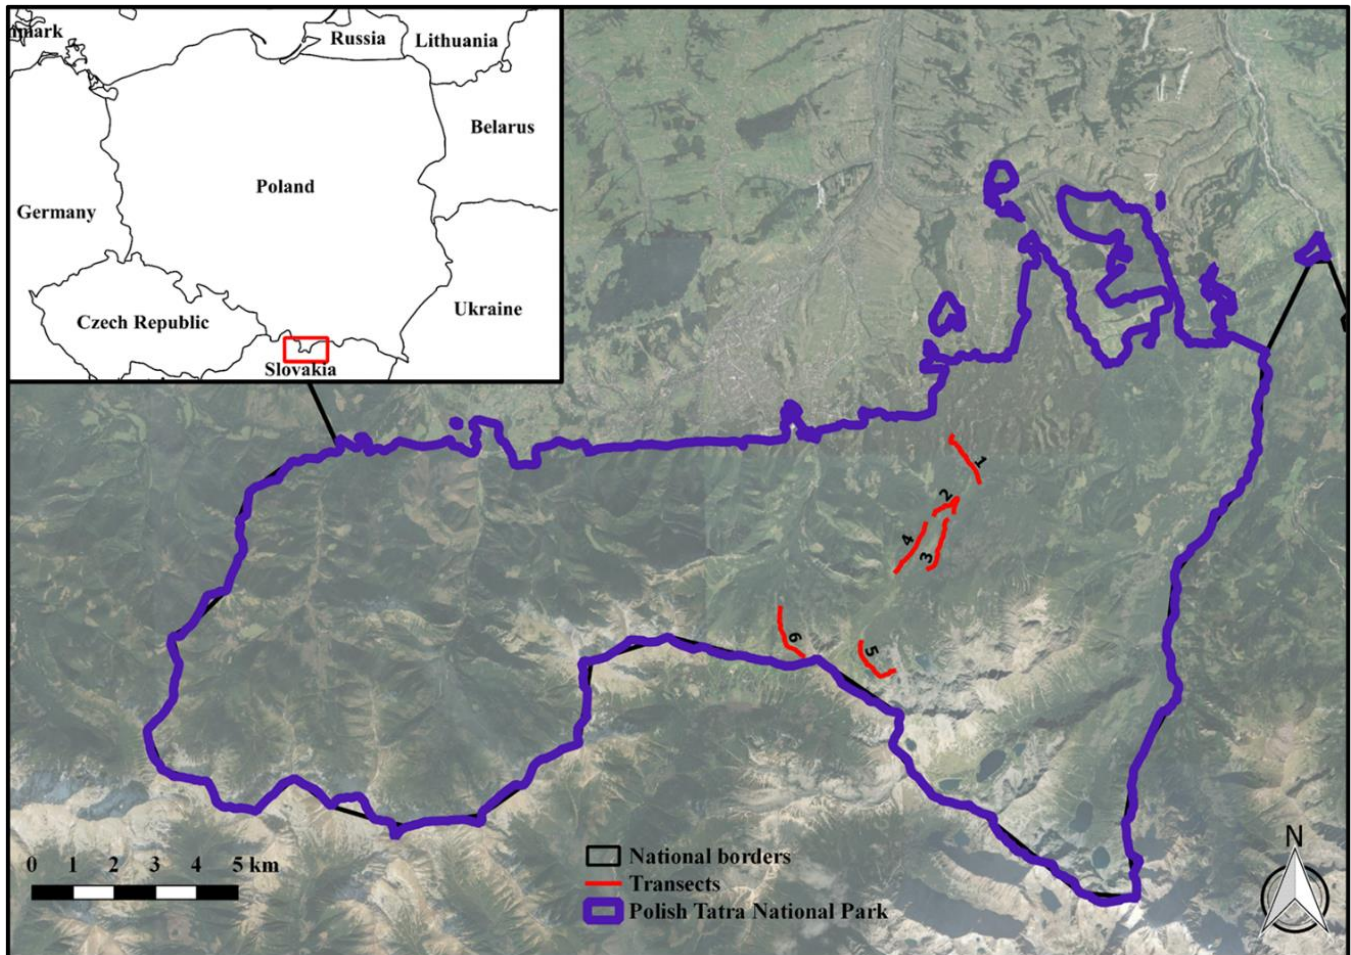 Russia
Lithuania
Belarus
Poland
Germany
Ukraine
Czech Republic
Slovakia
1
2
4
3
6
5
0 1 2 3 4 5 km
National borders
Transects
Polish Tatra National Park
N